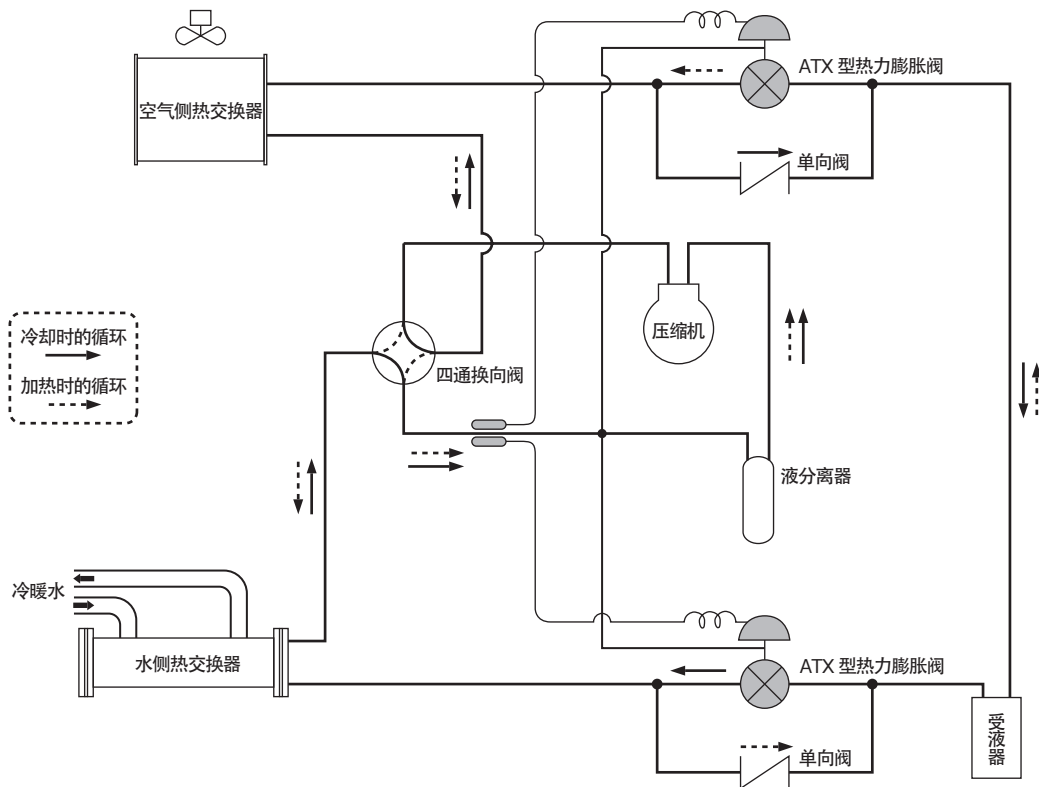 ATX 型热力膨胀阀
空气侧热交换器
单向阀
压缩机
冷却时的循环
加热时的循环
四通换向阀
液分离器
冷暖水
水侧热交换器
ATX 型热力膨胀阀
单向阀
受液器